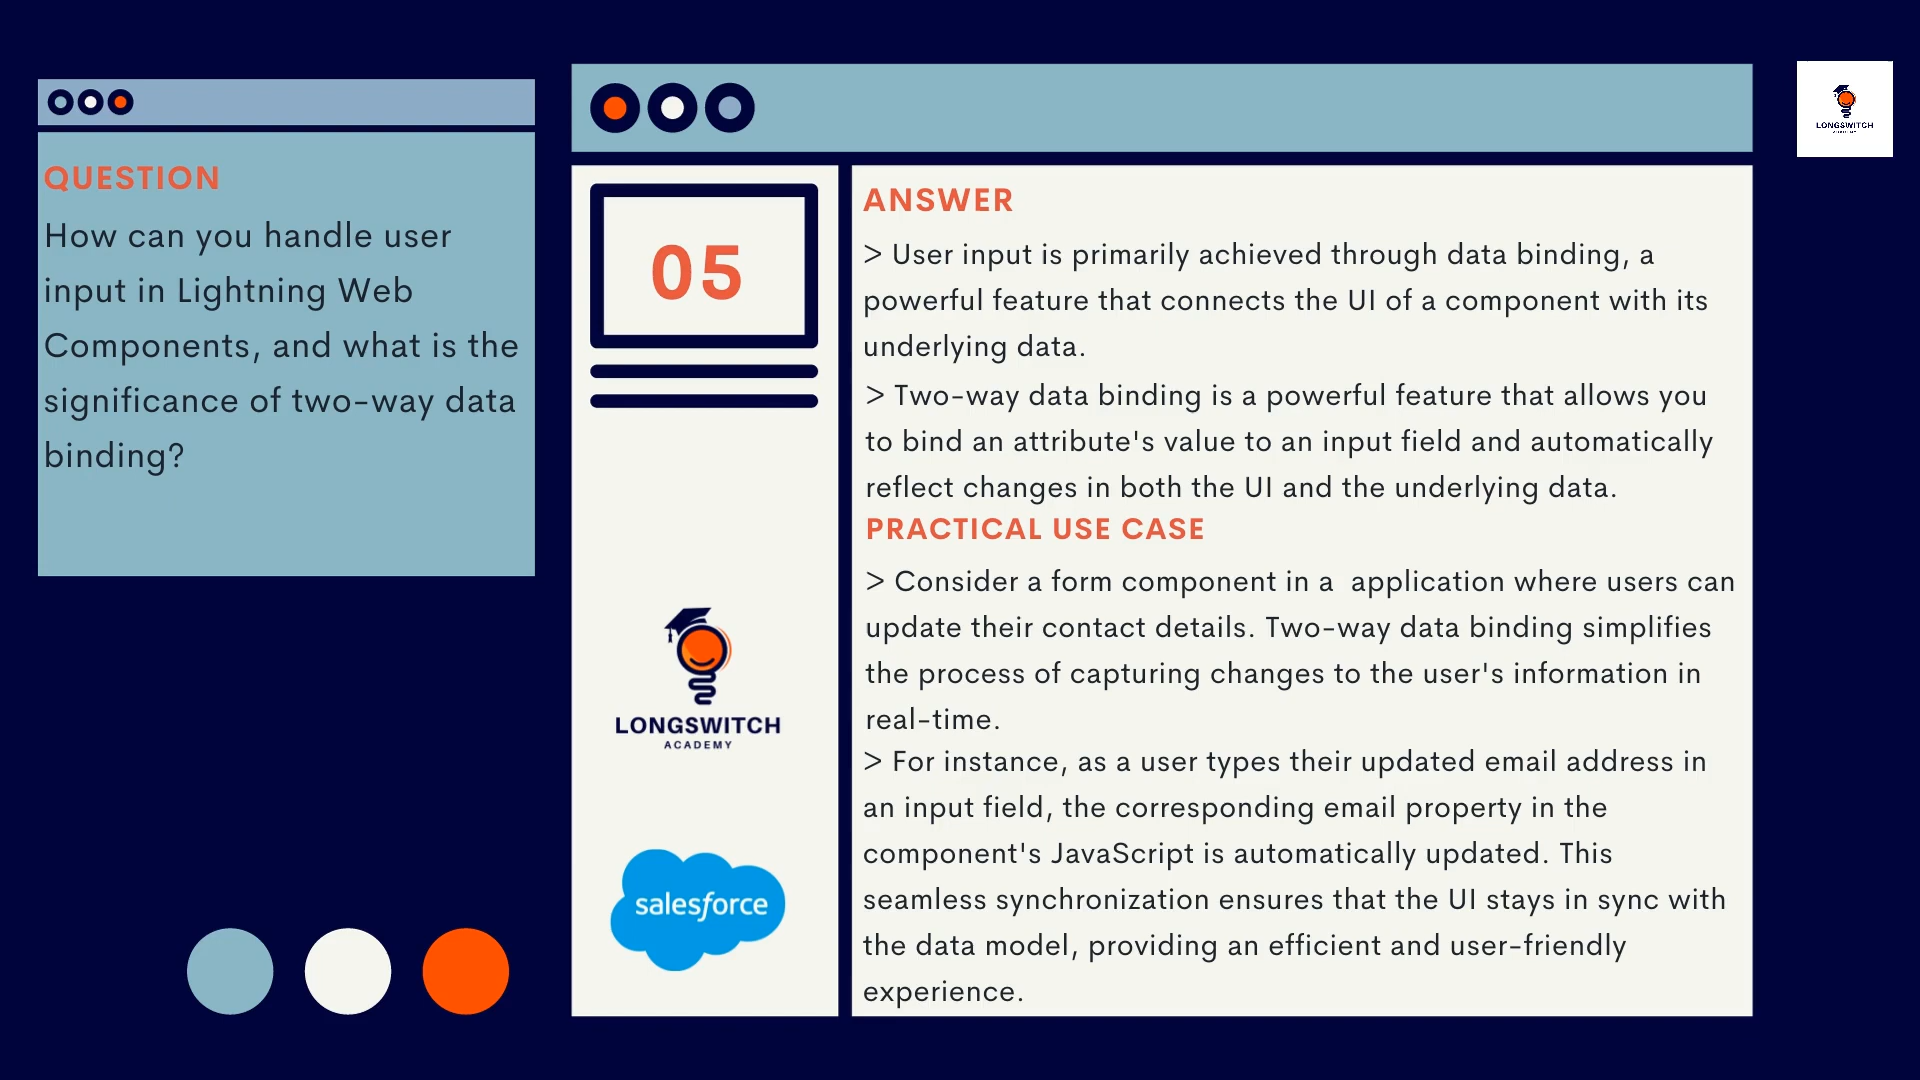 QUESTION
How can you handle user
input in Lightning Web
Components, and what is the
significance of two-way data
binding?
05
LONGSWITCH
ACADEMY
salesforce
ANSWER
> User input is primarily achieved through data binding, a
powerful feature that connects the UI of a component with its
underlying data.
> Two-way data binding is a powerful feature that allows you
to bind an attribute's value to an input field and automatically
reflect changes in both the UI and the underlying data.
PRACTICAL USE CASE
> Consider a form component in a  application where users can
update their contact details. Two-way data binding simplifies
the process of capturing changes to the user's information in
real-time.
> For instance, as a user types their updated email address in
an input field, the corresponding email property in the
component's JavaScript is automatically updated. This
seamless synchronization ensures that the UI stays in sync with
the data model, providing an efficient and user-friendly
experience.
LONGSWITCH
ACADEMY